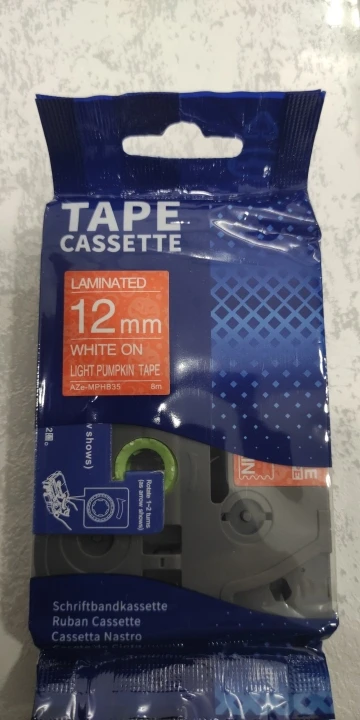 TAPE
CASSETTE
LAMINATED
12mm
WHITE ON
LIGHT PUMPKIN TAPE
AZe-MPHB35 8m
v shows)
Rotate 1~2 turns
(as arrow shows)
Schriftbandkassette
Ruban Cassette
Cassetta Nastro